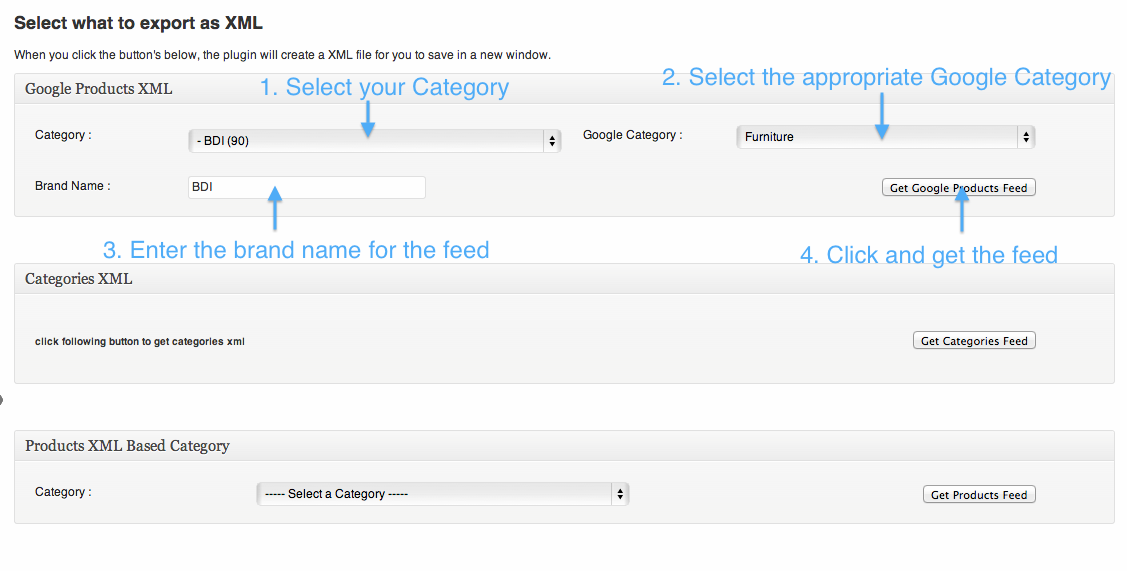 Select what to export as XML
When you click the button's below, the plugin will create a XML file for you to save in a new window.
Google Products XML
1. Select your Category
2. Select the appropriate Google Category
Category :
- BDI (90)
Google Category :
Furniture
Brand Name :
BDI
Get Google Products Feed
3. Enter the brand name for the feed
4. Click and get the feed
Categories XML
click following button to get categories xml
Get Categories Feed
Products XML Based Category
Category :
----- Select a Category -----
Get Products Feed